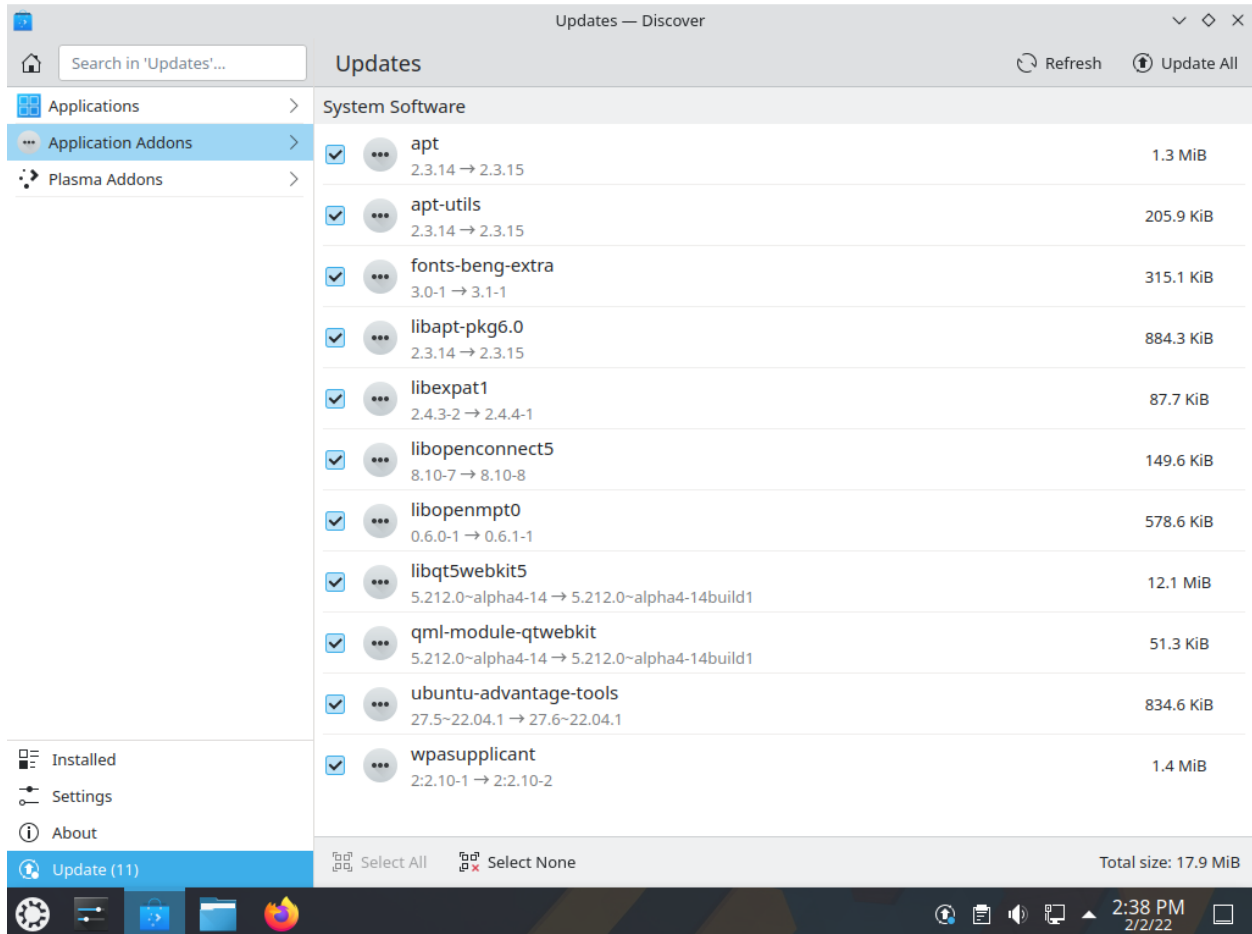 Updates — Discover
Search in 'Updates'...
Updates
Refresh
Update All
Applications
Application Addons
Plasma Addons
System Software
apt
1.3 MiB
2.3.14 → 2.3.15
apt-utils
205.9 KiB
2.3.14 → 2.3.15
fonts-beng-extra
315.1 KiB
3.0-1 → 3.1-1
libapt-pkg6.0
884.3 KiB
2.3.14 → 2.3.15
libexpat1
87.7 KiB
2.4.3-2 → 2.4.4-1
libopenconnect5
149.6 KiB
8.10-7 → 8.10-8
libopenmpt0
578.6 KiB
0.6.0-1 → 0.6.1-1
libqt5webkit5
12.1 MiB
5.212.0~alpha4-14 → 5.212.0~alpha4-14build1
qml-module-qtwebkit
51.3 KiB
5.212.0~alpha4-14 → 5.212.0~alpha4-14build1
ubuntu-advantage-tools
834.6 KiB
27.5~22.04.1 → 27.6~22.04.1
wpasupplicant
1.4 MiB
2:2.10-1 → 2:2.10-2
Installed
Settings
About
Update (11)
Select All
Select None
Total size: 17.9 MiB
2:38 PM
2/2/22